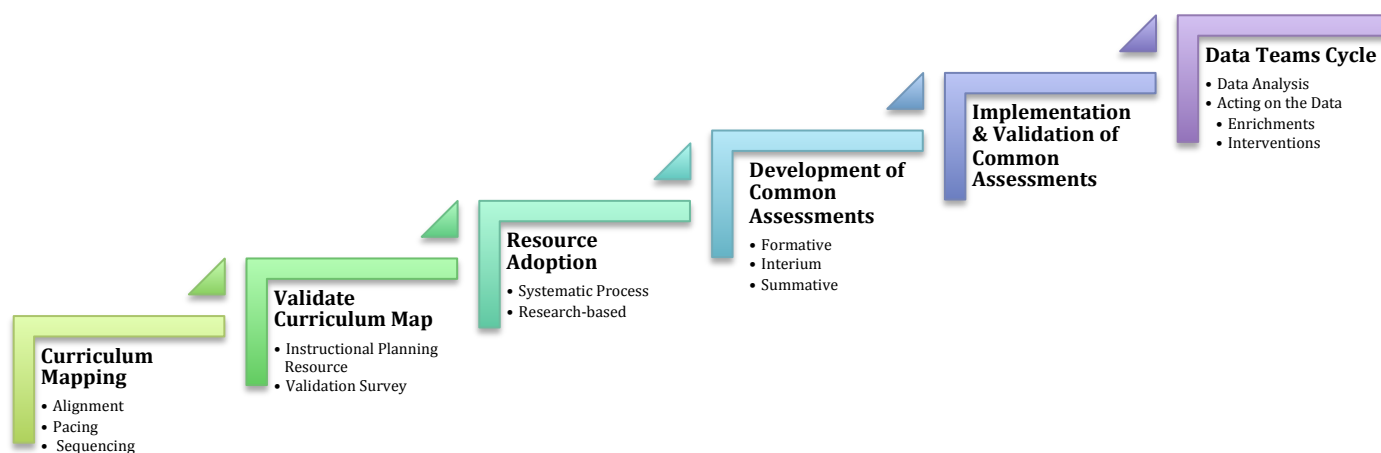 Curriculum
Mapping
• Alignment
• Pacing
• Sequencing
Validate
Curriculum Map
• Instructional Planning
Resource
• Validation Survey
Resource
Adoption
• Systematic Process
• Research-based
Development of
Common
Assessments
• Formative
• Interium
• Summative
Implementation
& Validation of
Common
Assessments
Data Teams Cycle
• Data Analysis
• Acting on the Data
• Enrichments
• Interventions